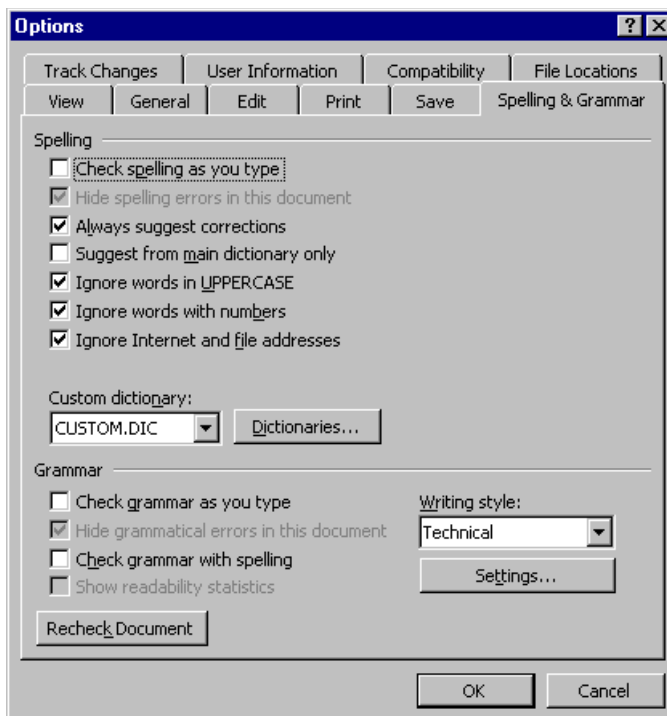 Options
Track Changes User Information Compatibility File Locations
View General Edit Print Save Spelling & Grammar
Spelling
Check spelling as you type
Hide spelling errors in this document
Always suggest corrections
Suggest from main dictionary only
Ignore words in UPPERCASE
Ignore words with numbers
Ignore Internet and file addresses
Custom dictionary:
CUSTOM.DIC Dictionaries...
Grammar
Check grammar as you type Writing style:
Hide grammatical errors in this document Technical
Check grammar with spelling
Show readability statistics Settings...
Recheck Document
OK Cancel